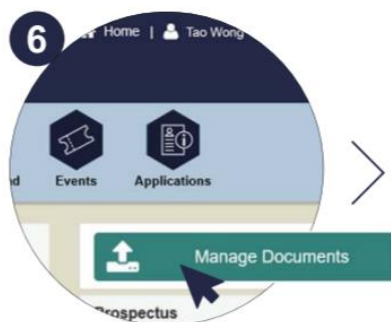 6
Home | Tao Wong
Events Applications
Manage Documents
Prospectus